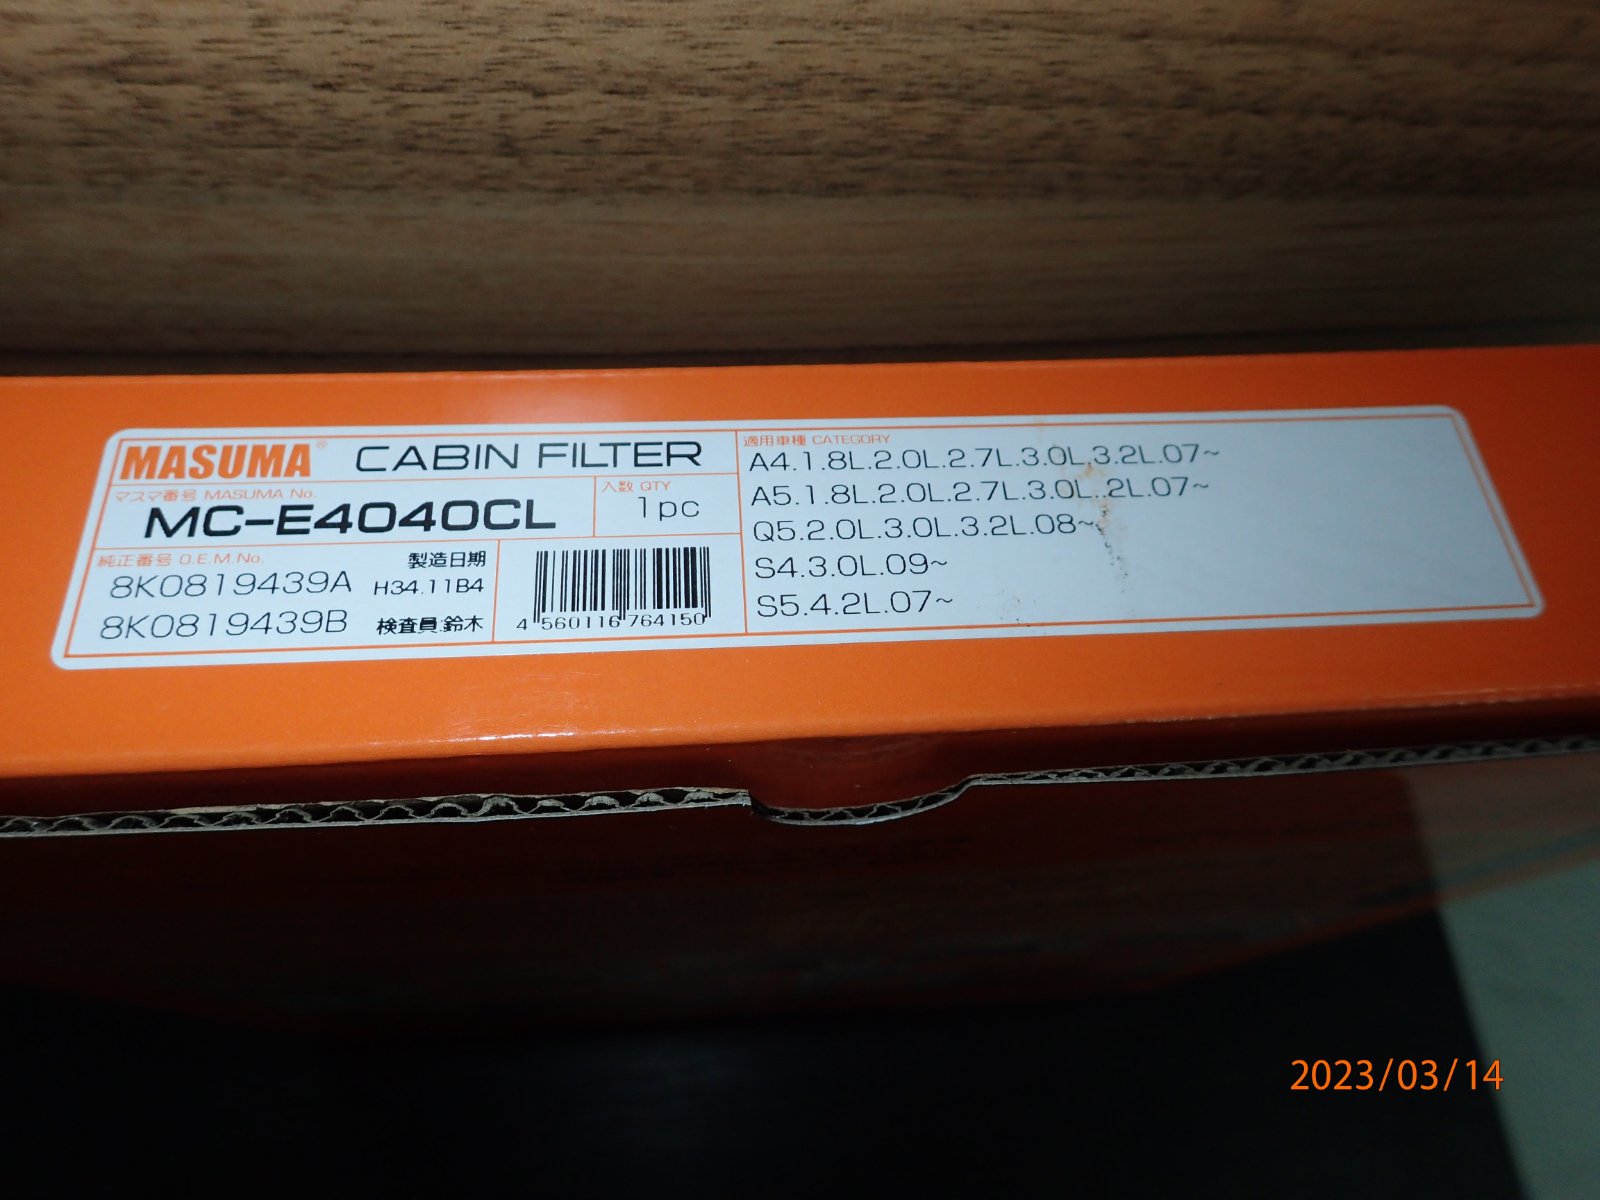 MASUMA® CABIN FILTER
マスマ番号 MASUMA No.
MC-E4040CL
入数 QTY
1pc
純正番号 O.E.M.No.
8K0819439A
8K0819439B
製造日期
H34.11B4
検査員:鈴木
4 560116 764150
適用車種 CATEGORY
A4.1.8L.2.0L.2.7L.3.0L.3.2L.07~
A5.1.8L.2.0L.2.7L.3.0L..2L.07~
Q5.2.0L.3.0L.3.2L.08~
S4.3.0L.09~
S5.4.2L.07~
2023/03/14